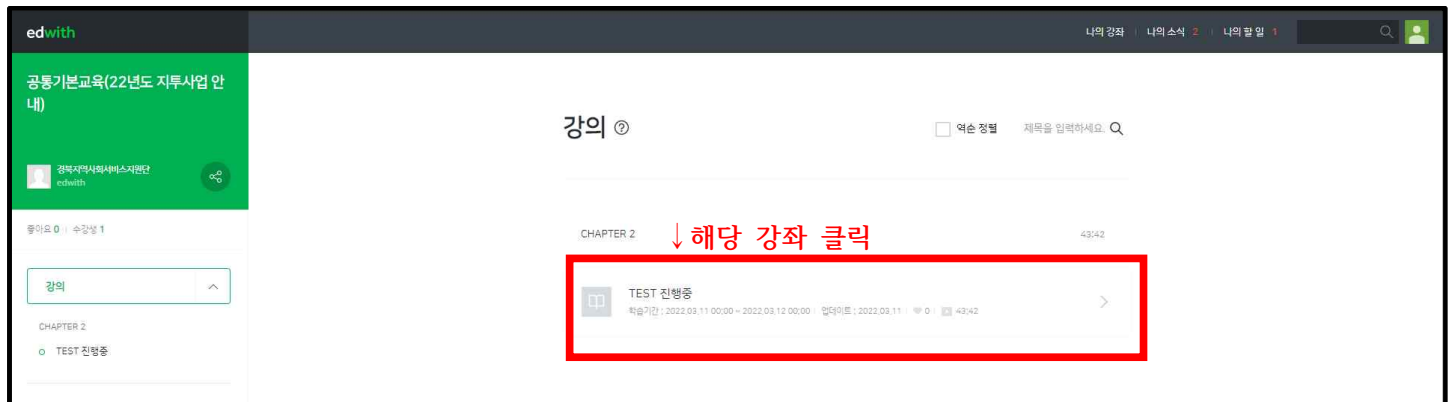 edwith
나의 강좌 나의 소식 2 나의 할 일 1
공통기본교육(22년도 지투사업 안
내)
경북지역사회서비스지원단
edwith
좋아요 0 수강생 1
강의
CHAPTER 2
TEST 진행중
강의 ?
역순 정렬 제목을 입력하세요.
CHAPTER 2 ↓해당 강좌 클릭 43:42
TEST 진행중
학습기간 : 2022.03.11 00:00 ~ 2022.03.12 00:00 업데이트 : 2022.03.11 0 43:42